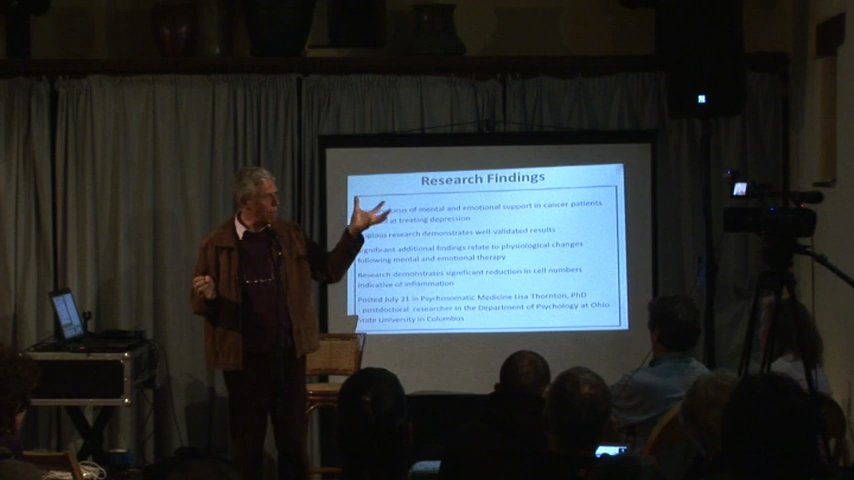 Research Findings
ocus of mental and emotional support in cancer patients
at treating depression
pious research demonstrates well validated results
ignificant additional findings relate to physiological changes
following mental and emotional therapy
Research demonstrates significant reduction in cell numbers
indicative of inflammation
Posted July 21 in Psychosomatic Medicine Lisa Thornton, PhD
postdoctoral researcher in the Department of Psychology at Ohio
State University in Columbus